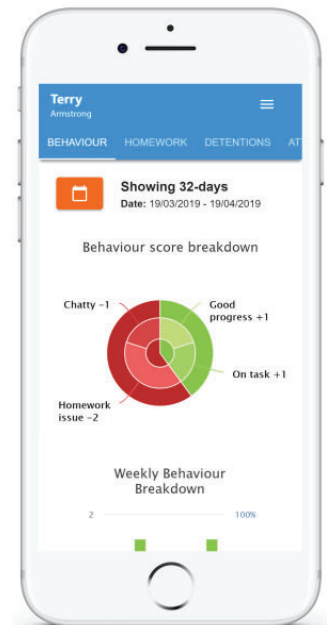 Terry
Armstrong
BEHAVIOUR HOMEWORK DETENTIONS AT
Showing 32-days
Date: 19/03/2019 - 19/04/2019
Behaviour score breakdown
Chatty -1
Good
progress +1
On task +1
Homework
issue -2
Weekly Behaviour
Breakdown
2 100%